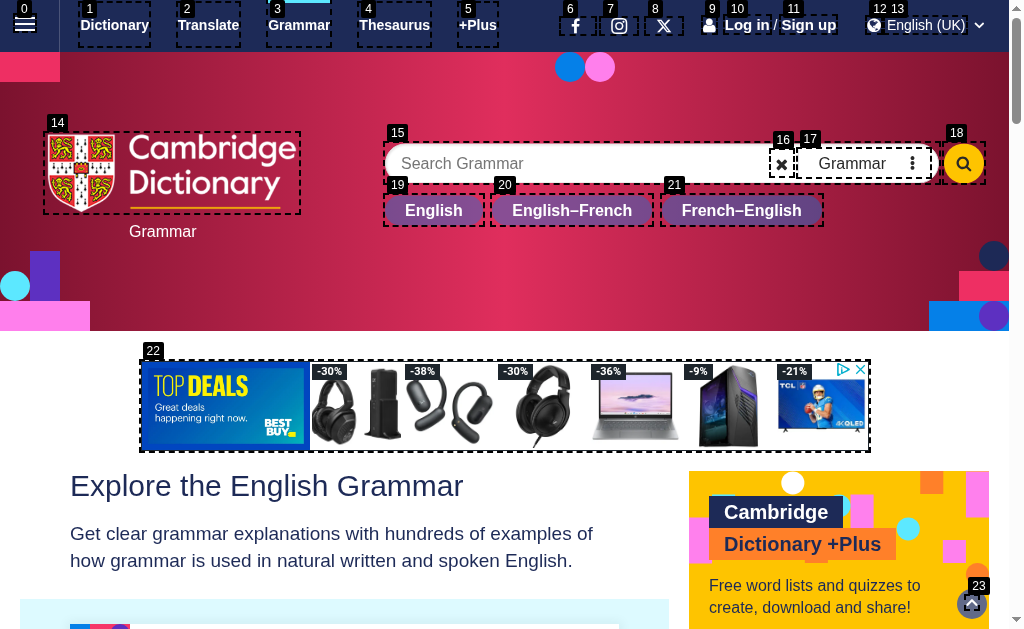 0 1 2 3 4 5 6 7 8 9 10 11 12 13
Dictionary Translate Grammar Thesaurus +Plus Log in / Sign up English (UK)
14
Cambridge
Dictionary
Grammar
15 16 17 18
Search Grammar Grammar
19 20 21
English English–French French–English
22
TOP DEALS
Great deals
happening right now.
BEST
BUY
-30% -38% -30% -36% -9% -21%
TCL
4K QLED
Explore the English Grammar
Get clear grammar explanations with hundreds of examples of
how grammar is used in natural written and spoken English.
Cambridge
Dictionary +Plus
Free word lists and quizzes to
create, download and share!
23